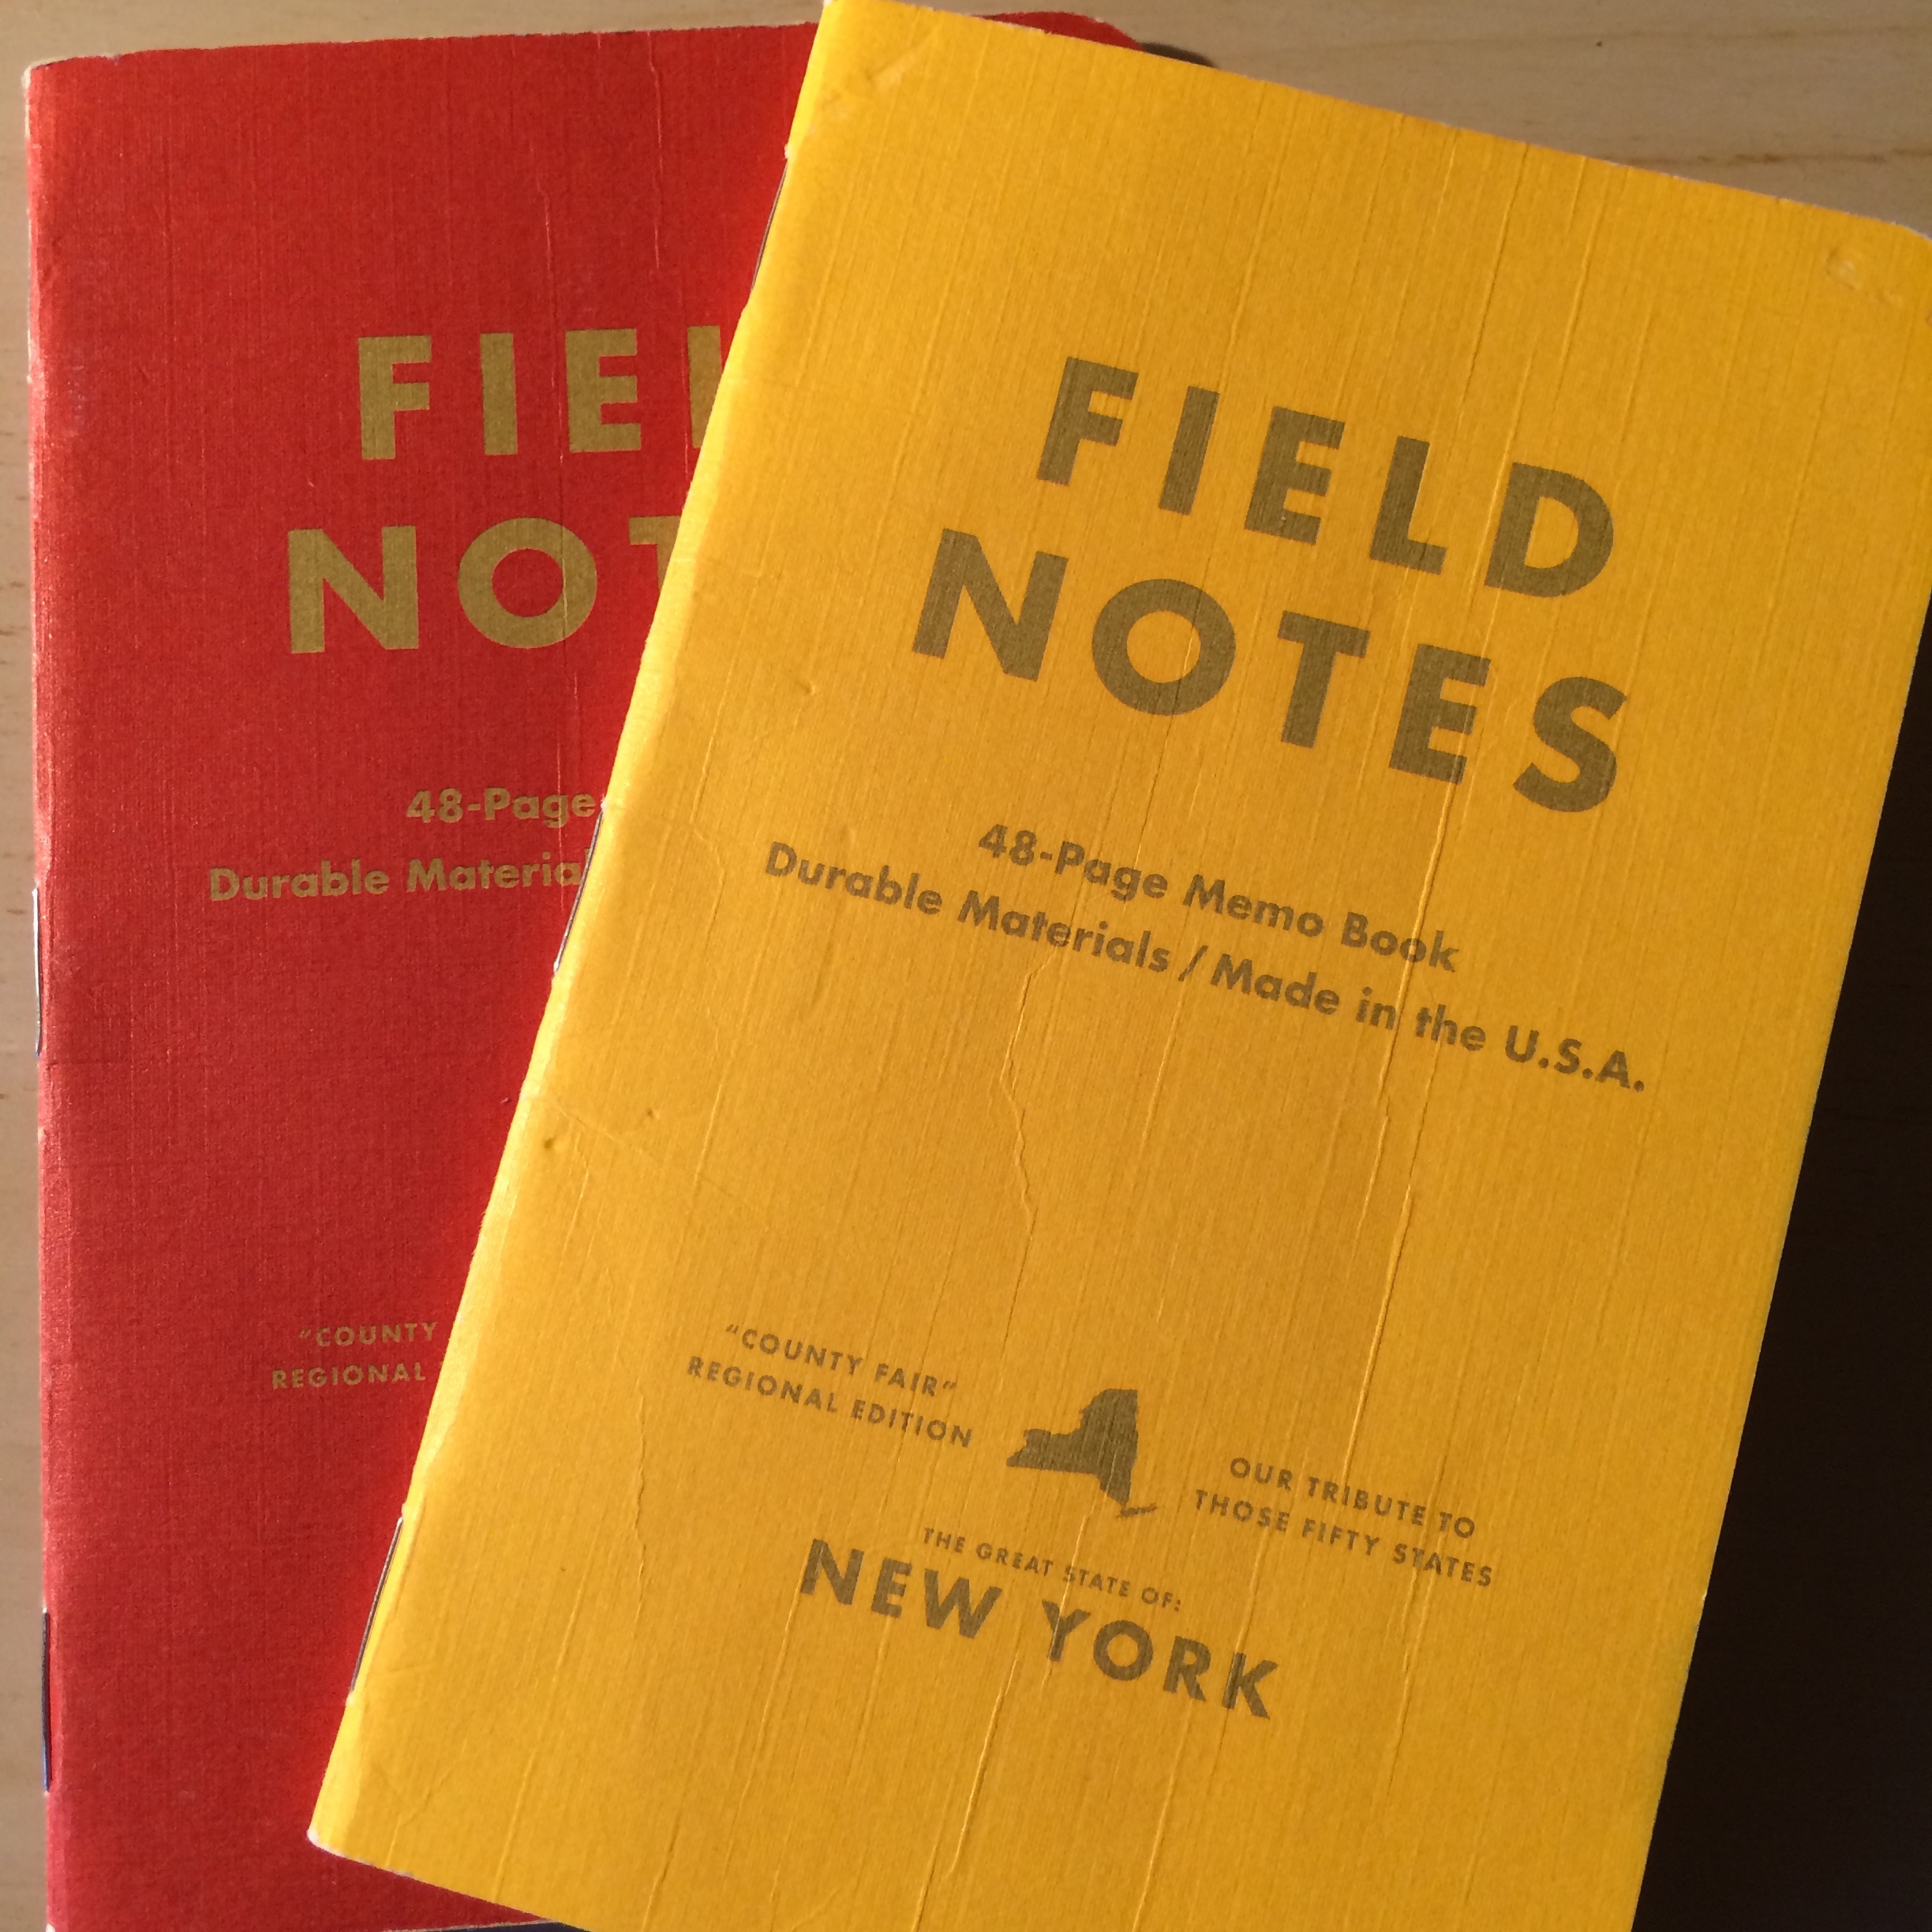 FIEL
NOT
48-Page
Durable Materia
"COUNTY
REGIONAL
FIELD
NOTES
48-Page Memo Book
Durable Materials / Made in the U.S.A.
"COUNTY FAIR"
REGIONAL EDITION
OUR TRIBUTE TO
THOSE FIFTY STATES
THE GREAT STATE OF:
NEW YORK